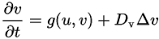 ∂v/∂t = g(u, v) + D_v Δv